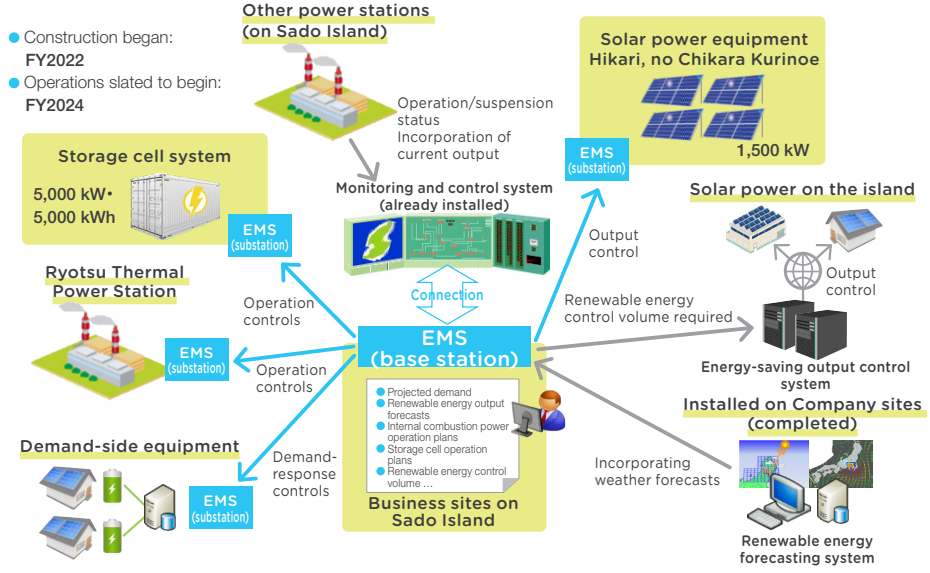 Construction began:
FY2022
Operations slated to begin:
FY2024
Other power stations
(on Sado Island)
Operation/suspension
status
Incorporation of
current output
Solar power equipment
Hikari, no Chikara Kurinoe
1,500 kW
EMS
(substation)
Storage cell system
5,000 kW•
5,000 kWh
EMS
(substation)
Monitoring and control system
(already installed)
Solar power on the island
Output
control
Output
control
Connection
Ryotsu Thermal
Power Station
Operation
controls
Renewable energy
control volume required
EMS
(base station)
EMS
(substation)
Operation
controls
Energy-saving output control
system
Projected demand
Renewable energy output
forecasts
Internal combustion power
operation plans
Storage cell operation
plans
Renewable energy control
volume ...
Business sites on
Sado Island
Installed on Company sites
(completed)
Demand-side equipment
Demand-
response
controls
EMS
(substation)
Incorporating
weather forecasts
Renewable energy
forecasting system